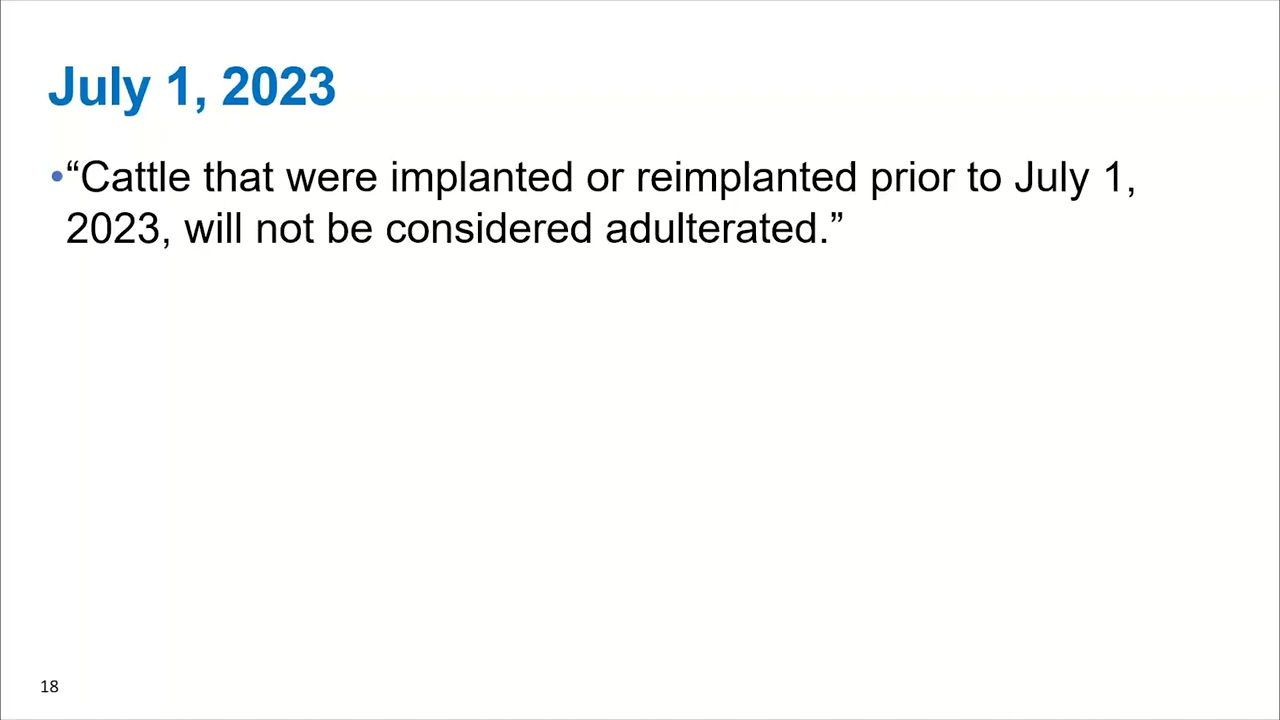 July 1, 2023
•“Cattle that were implanted or reimplanted prior to July 1,
2023, will not be considered adulterated.”
18